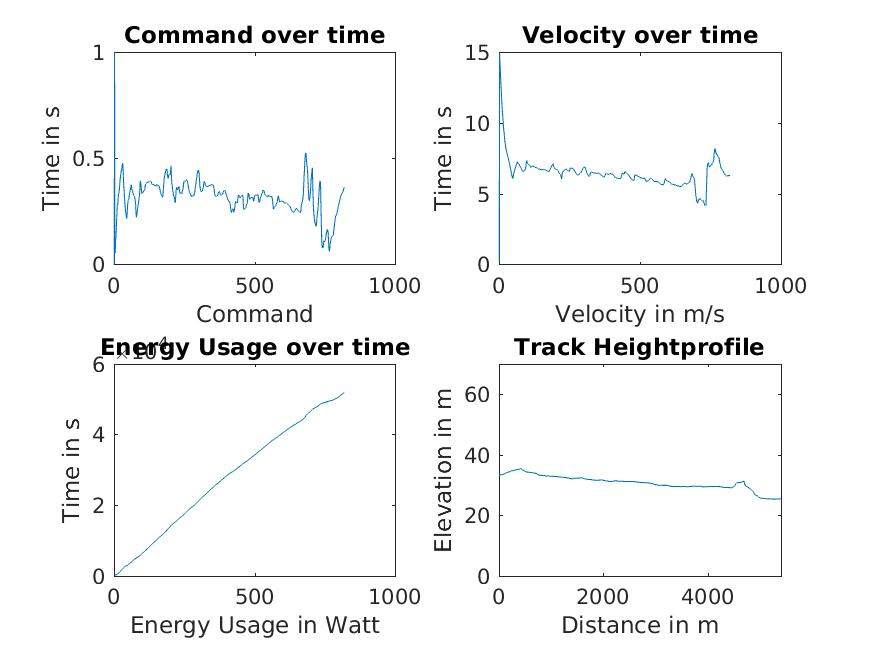 Command over time
Time in s
1
0.5
0
0
500
1000
Command
Velocity over time
Time in s
15
10
5
0
0
500
1000
Velocity in m/s
Energy Usage over time
×10⁴
Time in s
6
4
2
0
0
500
1000
Energy Usage in Watt
Track Heightprofile
Elevation in m
60
40
20
0
0
2000
4000
Distance in m